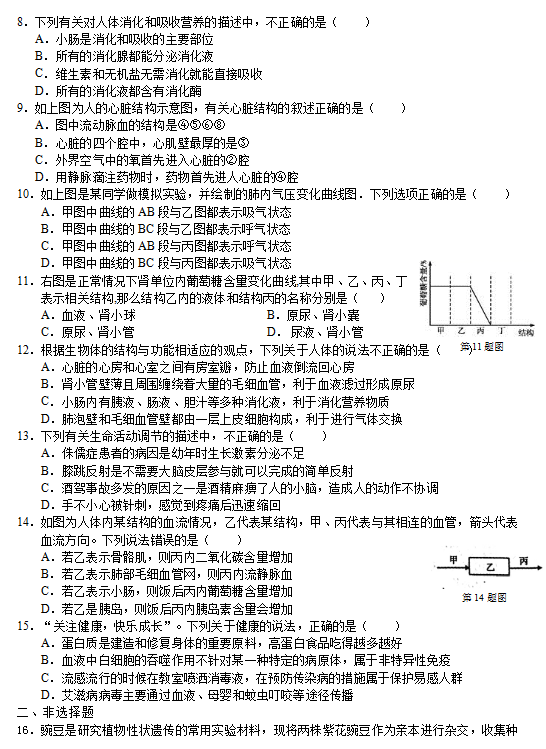 8．下列有关对人体消化和吸收营养的描述中，不正确的是（　　）
A．小肠是消化和吸收的主要部位
B．所有的消化腺都能分泌消化液
C．维生素和无机盐无需消化就能直接吸收
D．所有的消化液都含有消化酶
9．如上图为人的心脏结构示意图，有关心脏结构的叙述正确的是（　　）
A．图中流动脉血的结构是④⑤⑥⑧
B．心脏的四个腔中，心肌壁最厚的是③
C．外界空气中的氧首先进入心脏的②腔
D．用静脉滴注药物时，药物首先进人心脏的④腔
10．如上图是某同学做模拟实验，并绘制的肺内气压变化曲线图．下列选项正确的是（　　）
A．甲图中曲线的 AB 段与乙图都表示吸气状态
B．甲图中曲线的 BC 段与乙图都表示呼气状态
C．甲图中曲线的 AB 段与丙图都表示吸气状态
D．甲图中曲线的 BC 段与丙图都表示呼气状态
11．右图是正常情况下肾单位内葡萄糖含量变化曲线,其中甲、乙、丙、丁
表示相关结构,那么结构乙内的液体和结构丙的名称分别是（　　）
A．血液、肾小球　　B．原尿、肾小囊
C．原尿、肾小管　　D．尿液、肾小管
葡萄糖含量/%
0
甲 乙 丙 丁 结构
第 11 题图
12．根据生物体的结构与功能相适应的观点，下列关于人体的说法不正确的是（　　）
A．心脏的心房和心室之间有房室瓣，防止血液倒流回心房
B．肾小管壁薄且周围缠绕着大量的毛细血管，利于血液滤过形成原尿
C．小肠内有胰液、肠液、胆汁等多种消化液，利于消化营养物质
D．肺泡壁和毛细血管壁都由一层上皮细胞构成，利于进行气体交换
13．下列有关生命活动调节的描述中，不正确的是（　　）
A．侏儒症患者的病因是幼年时生长激素分泌不足
B．膝跳反射是不需要大脑皮层参与就可以完成的简单反射
C．酒驾事故多发的原因之一是酒精麻痹了人的小脑，造成人的动作不协调
D．手不小心被针刺，感觉到疼痛后迅速缩回
14．如图为人体内某结构的血流情况，乙代表某结构，甲、丙代表与其相连的血管，箭头代表
血流方向。下列说法错误的是（　　）
A．若乙表示骨骼肌，则丙内二氧化碳含量增加
B．若乙表示肺部毛细血管网，则丙内流静脉血
C．若乙表示小肠，则饭后丙内葡萄糖含量增加
D．若乙是胰岛，则饭后丙内胰岛素含量会增加
甲 乙 丙
第 14 题图
15．“关注健康，快乐成长”。下列关于健康的说法，正确的是（　　）
A．蛋白质是建造和修复身体的重要原料，高蛋白食品吃得越多越好
B．血液中白细胞的吞噬作用不针对某一种特定的病原体，属于非特异性免疫
C．流感流行的时候在教室喷洒消毒液，在预防传染病的措施属于保护易感人群
D．艾滋病病毒主要通过血液、母婴和蚊虫叮咬等途径传播
二、非选择题
16．豌豆是研究植物性状遗传的常用实验材料，现将两株紫花豌豆作为亲本进行杂交，收集种